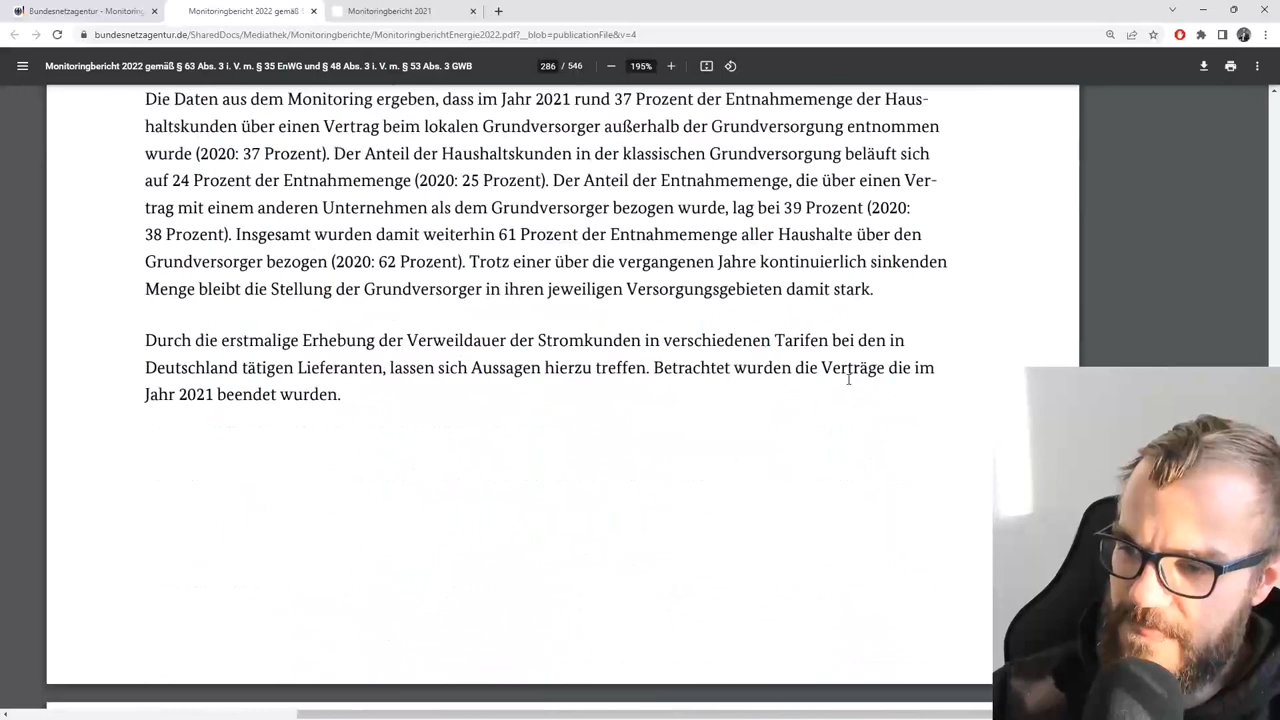 Bundesnetzagentur - Monitoring
Monitoringbericht 2022 gemäß §
Monitoringbericht 2021
bundesnetzagentur.de/SharedDocs/Mediathek/Monitoringberichte/MonitoringberichtEnergie2022.pdf?__blob=publicationFile&v=4
Monitoringbericht 2022 gemäß § 63 Abs. 3 i. V. m. § 35 EnWG und § 48 Abs. 3 i. V. m. § 53 Abs. 3 GWB
286 / 546
195%
Die Daten aus dem Monitoring ergeben, dass im Jahr 2021 rund 37 Prozent der Entnahmemenge der Haus-
haltskunden über einen Vertrag beim lokalen Grundversorger außerhalb der Grundversorgung entnommen
wurde (2020: 37 Prozent). Der Anteil der Haushaltskunden in der klassischen Grundversorgung beläuft sich
auf 24 Prozent der Entnahmemenge (2020: 25 Prozent). Der Anteil der Entnahmemenge, die über einen Ver-
trag mit einem anderen Unternehmen als dem Grundversorger bezogen wurde, lag bei 39 Prozent (2020:
38 Prozent). Insgesamt wurden damit weiterhin 61 Prozent der Entnahmemenge aller Haushalte über den
Grundversorger bezogen (2020: 62 Prozent). Trotz einer über die vergangenen Jahre kontinuierlich sinkenden
Menge bleibt die Stellung der Grundversorger in ihren jeweiligen Versorgungsgebieten damit stark.
Durch die erstmalige Erhebung der Verweildauer der Stromkunden in verschiedenen Tarifen bei den in
Deutschland tätigen Lieferanten, lassen sich Aussagen hierzu treffen. Betrachtet wurden die Verträge die im
Jahr 2021 beendet wurden.